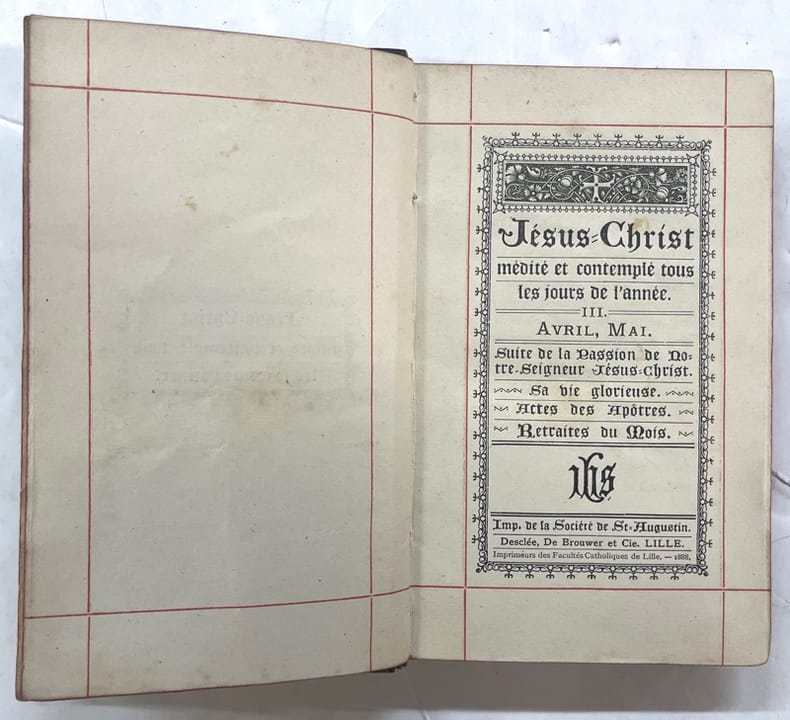 Jésus-Christ
médité et contemplé tous
les jours de l'année.
III.
AVRIL, MAI.
Suite de la Passion de No-
tre-Seigneur Jésus-Christ.
Sa vie glorieuse.
Actes des Apôtres.
Retraites du Mois.
ihs
Imp. de la Société de St-Augustin.
Desclée, De Brouwer et Cie. LILLE.
Imprimeurs des Facultés Catholiques de Lille. — 1888.